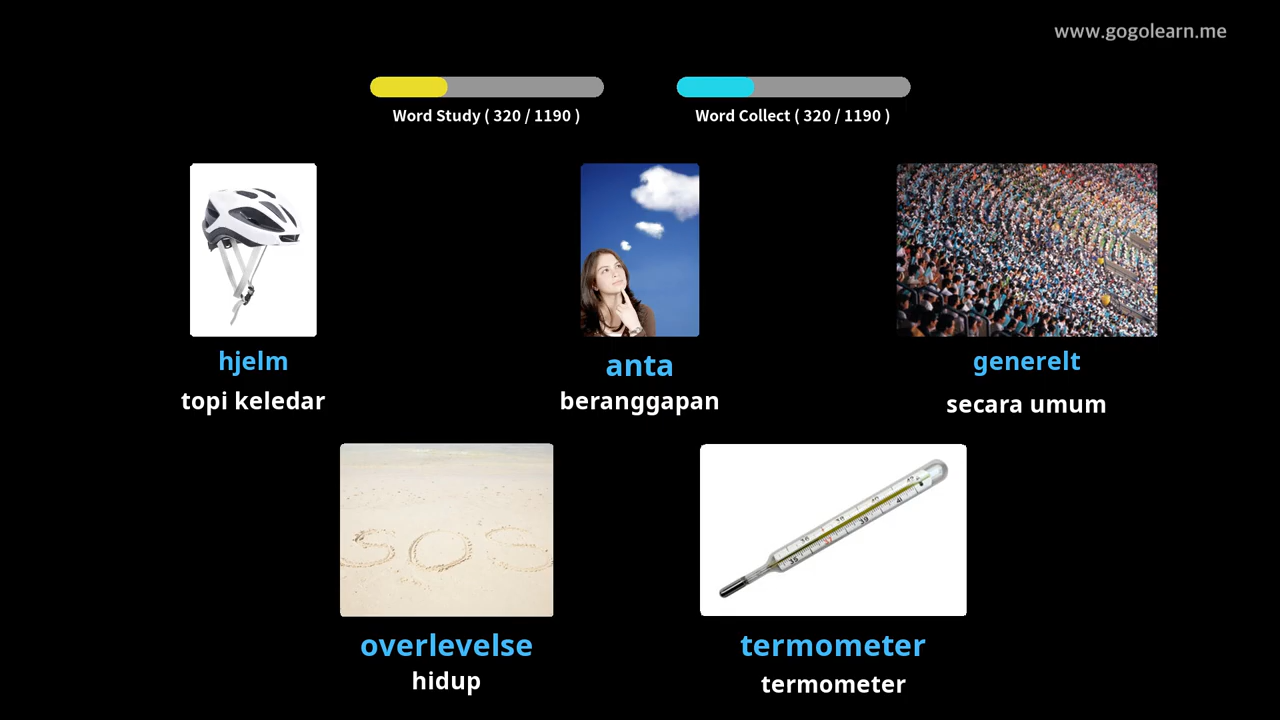 www.gogolearn.me
Word Study ( 320 / 1190 )
Word Collect ( 320 / 1190 )
hjelm
topi keledar
anta
beranggapan
generelt
secara umum
SOS
overlevelse
hidup
termometer
termometer